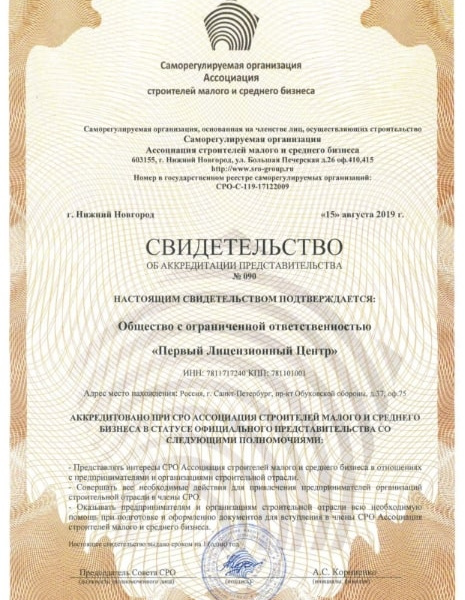 Саморегулируемая организация
Ассоциация
строителей малого и среднего бизнеса
Саморегулируемая организация, основанная на членстве лиц, осуществляющих строительство
Саморегулируемая организация
Ассоциация строителей малого и среднего бизнеса
603155, г. Нижний Новгород, ул. Большая Печерская д.26 оф.410,415
http://www.sro-group.ru
Номер в государственном реестре саморегулируемых организаций:
СРО-С-119-17122009
г. Нижний Новгород «15» августа 2019 г.
СВИДЕТЕЛЬСТВО
ОБ АККРЕДИТАЦИИ ПРЕДСТАВИТЕЛЬСТВА
№ 090
НАСТОЯЩИМ СВИДЕТЕЛЬСТВОМ ПОДТВЕРЖДАЕТСЯ:
Общество с ограниченной ответственностью
«Первый Лицензионный Центр»
ИНН: 7811717240 КПП: 781101001
Адрес место нахождения: Россия, г. Санкт-Петербург, пр-кт Обуховской обороны, д.37, оф.75
АККРЕДИТОВАНО ПРИ СРО АССОЦИАЦИЯ СТРОИТЕЛЕЙ МАЛОГО И СРЕДНЕГО
БИЗНЕСА В СТАТУСЕ ОФИЦИАЛЬНОГО ПРЕДСТАВИТЕЛЬСТВА СО
СЛЕДУЮЩИМИ ПОЛНОМОЧИЯМИ:
- Представлять интересы СРО Ассоциация строителей малого и среднего бизнеса в отношениях
с предпринимателями и организациями строительной отрасли.
- Совершать все необходимые действия для привлечения предпринимателей организаций
строительной отрасли в члены СРО.
- Оказывать предпринимателям и организациям строительной отрасли всю необходимую
помощь при подготовке и оформлению документов для вступления в члены СРО Ассоциация
строителей малого и среднего бизнеса.
Настоящее свидетельство выдано сроком на 1 (один) год
Председатель Совета СРО А.С. Корниенко
(должность уполномоченного лица) (подпись) (инициалы, фамилия)